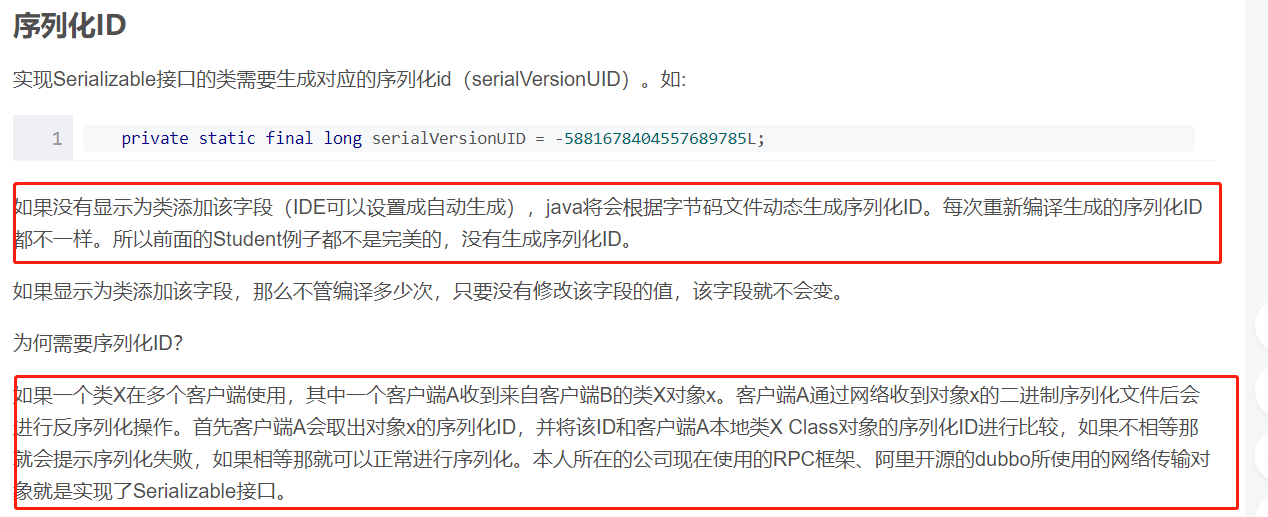 序列化ID
实现Serializable接口的类需要生成对应的序列化id（serialVersionUID）。如:
1 private static final long serialVersionUID = -5881678404557689785L;
如果没有显示为类添加该字段（IDE可以设置成自动生成），java将会根据字节码文件动态生成序列化ID。每次重新编译生成的序列化ID
都不一样。所以前面的Student例子都不是完美的，没有生成序列化ID。
如果显示为类添加该字段，那么不管编译多少次，只要没有修改该字段的值，该字段就不会变。
为何需要序列化ID？
如果一个类X在多个客户端使用，其中一个客户端A收到来自客户端B的类X对象x。客户端A通过网络收到对象x的二进制序列化文件后会
进行反序列化操作。首先客户端A会取出对象x的序列化ID，并将该ID和客户端A本地类X Class对象的序列化ID进行比较，如果不相等那
就会提示序列化失败，如果相等那就可以正常进行序列化。本人所在的公司现在使用的RPC框架、阿里开源的dubbo所使用的网络传输对
象就是实现了Serializable接口。